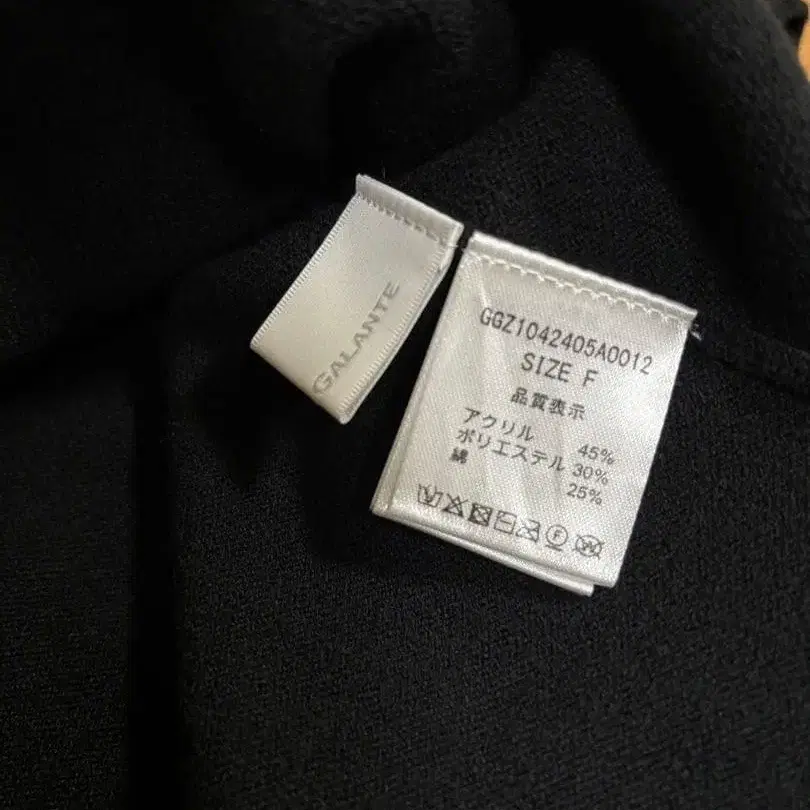 GALANTE
GGZ1042405A0012
SIZE F
品質表示
アクリル 45%
ポリエステル 30%
綿 25%
F
W